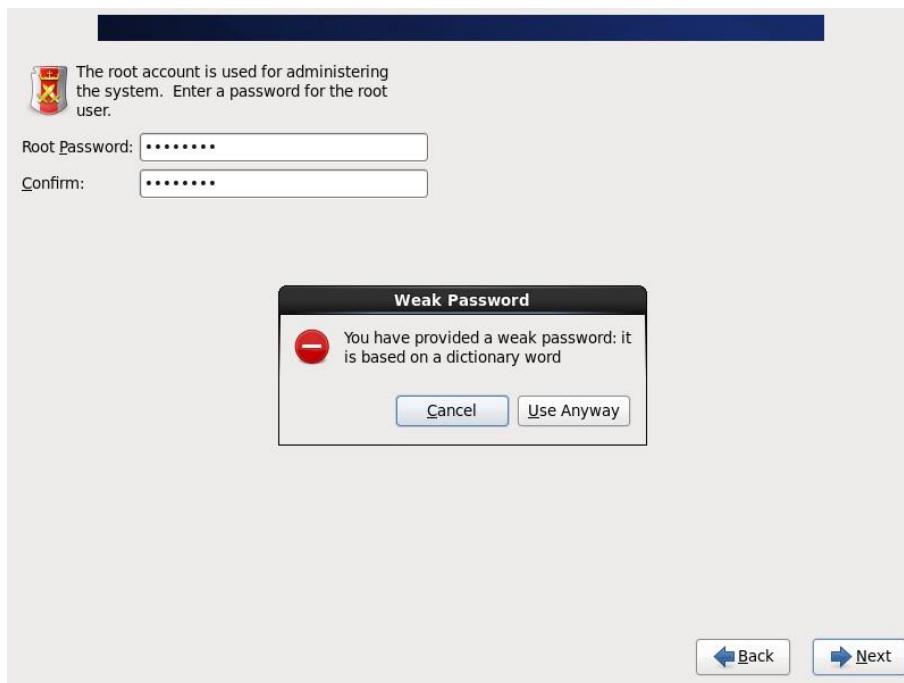 The root account is used for administering
the system.  Enter a password for the root
user.
Root Password: ••••••••
Confirm: ••••••••
Weak Password
You have provided a weak password: it
is based on a dictionary word
Cancel Use Anyway
Back Next